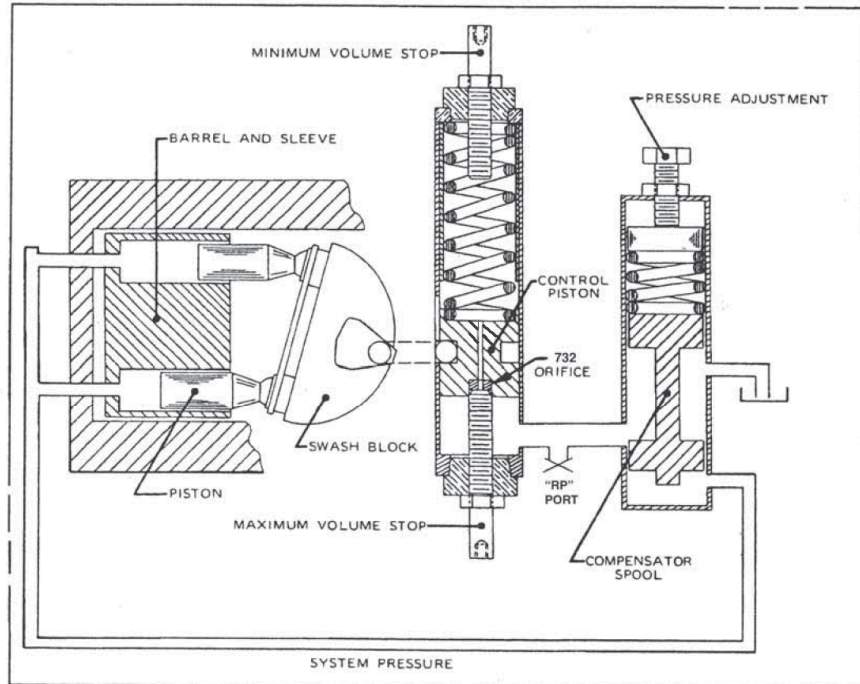 MINIMUM VOLUME STOP
PRESSURE ADJUSTMENT
BARREL AND SLEEVE
CONTROL
PISTON
732
ORIFICE
SWASH BLOCK
"RP"
PORT
PISTON
MAXIMUM VOLUME STOP
COMPENSATOR
SPOOL
SYSTEM PRESSURE